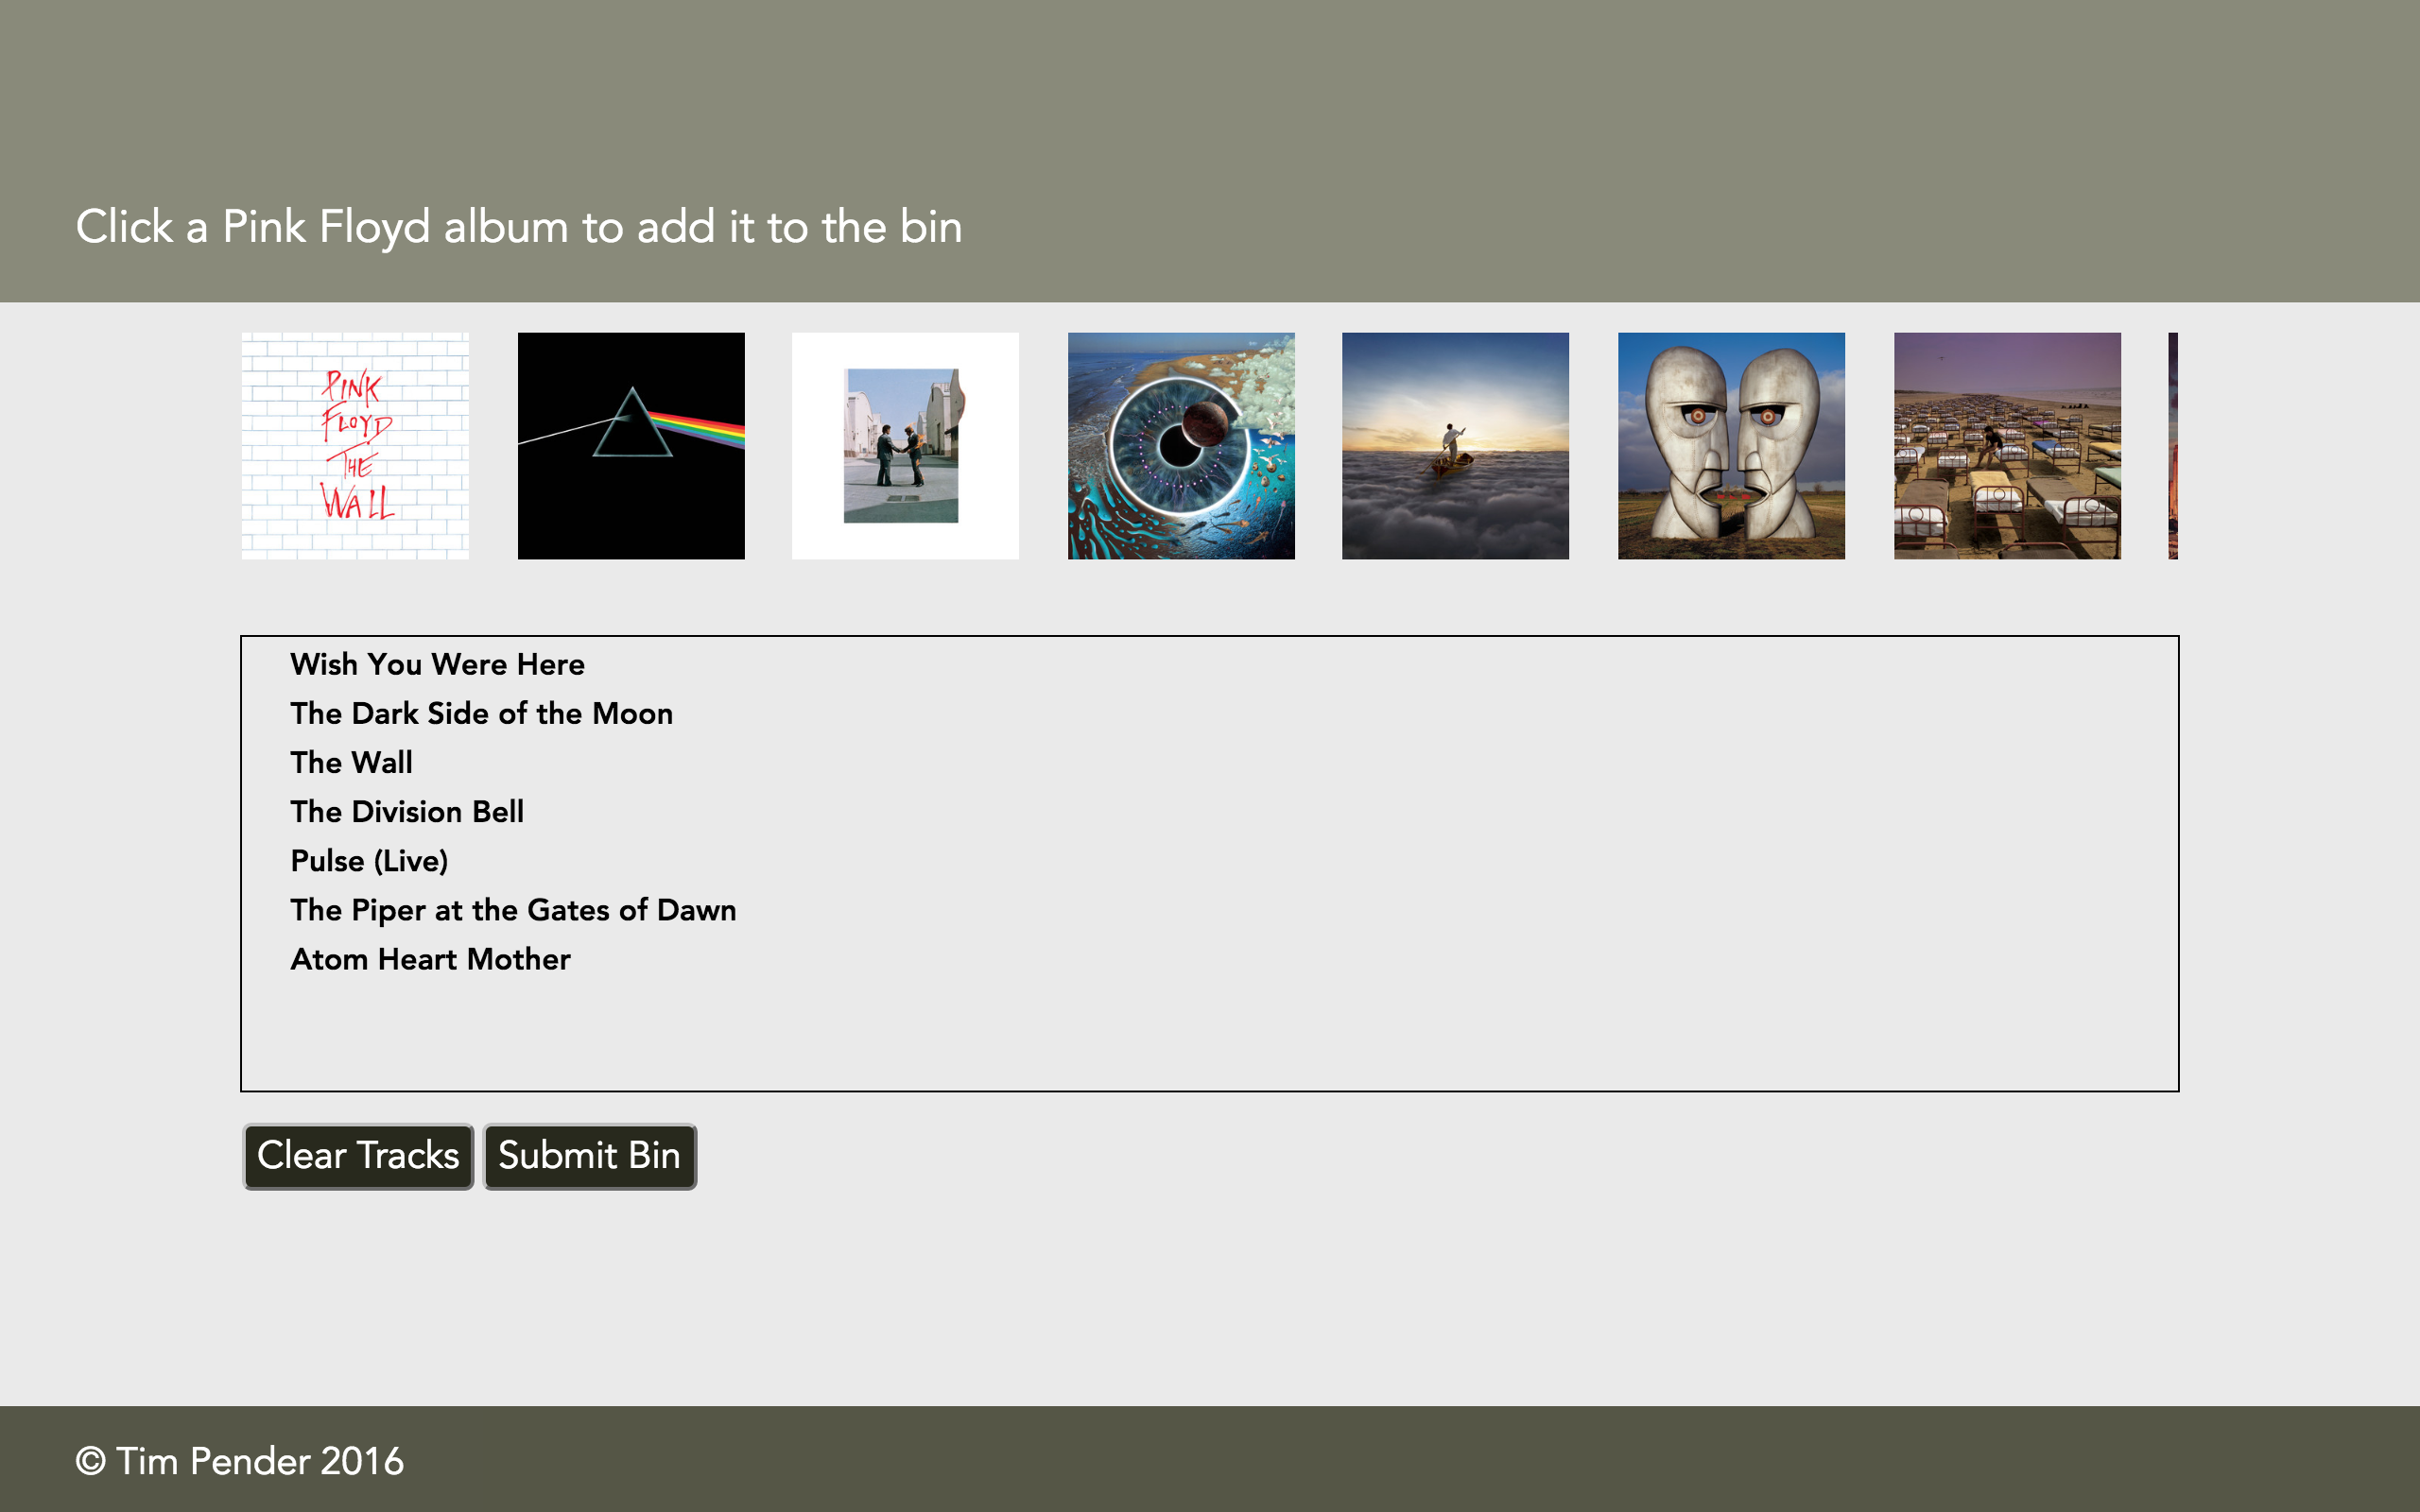 Click a Pink Floyd album to add it to the bin
PINK
FLOYD
THE
WALL
Wish You Were Here
The Dark Side of the Moon
The Wall
The Division Bell
Pulse (Live)
The Piper at the Gates of Dawn
Atom Heart Mother
Clear Tracks
Submit Bin
© Tim Pender 2016